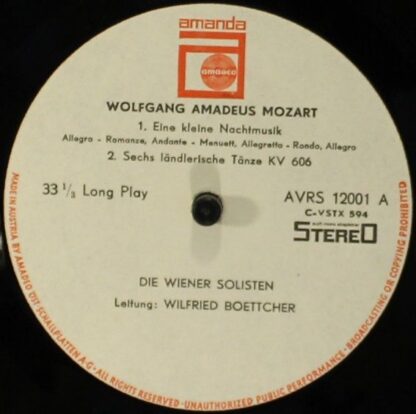 amanda
amadeo
WOLFGANG AMADEUS MOZART
1. Eine kleine Nachtmusik
Allegro - Romanze, Andante - Menuett, Allegretto - Rondo, Allegro
2. Sechs ländlerische Tänze KV 606
33 1/3 Long Play
AVRS 12001 A
C-VSTX 594
STEREO
DIE WIENER SOLISTEN
Leitung: WILFRIED BOETTCHER
MADE IN AUSTRIA BY AMADEO ÖST. SCHALLPLATTEN A-G - ALL RIGHTS RESERVED - UNAUTHORIZED PUBLIC PERFORMANCE - BROADCASTING OR COPYING PROHIBITED